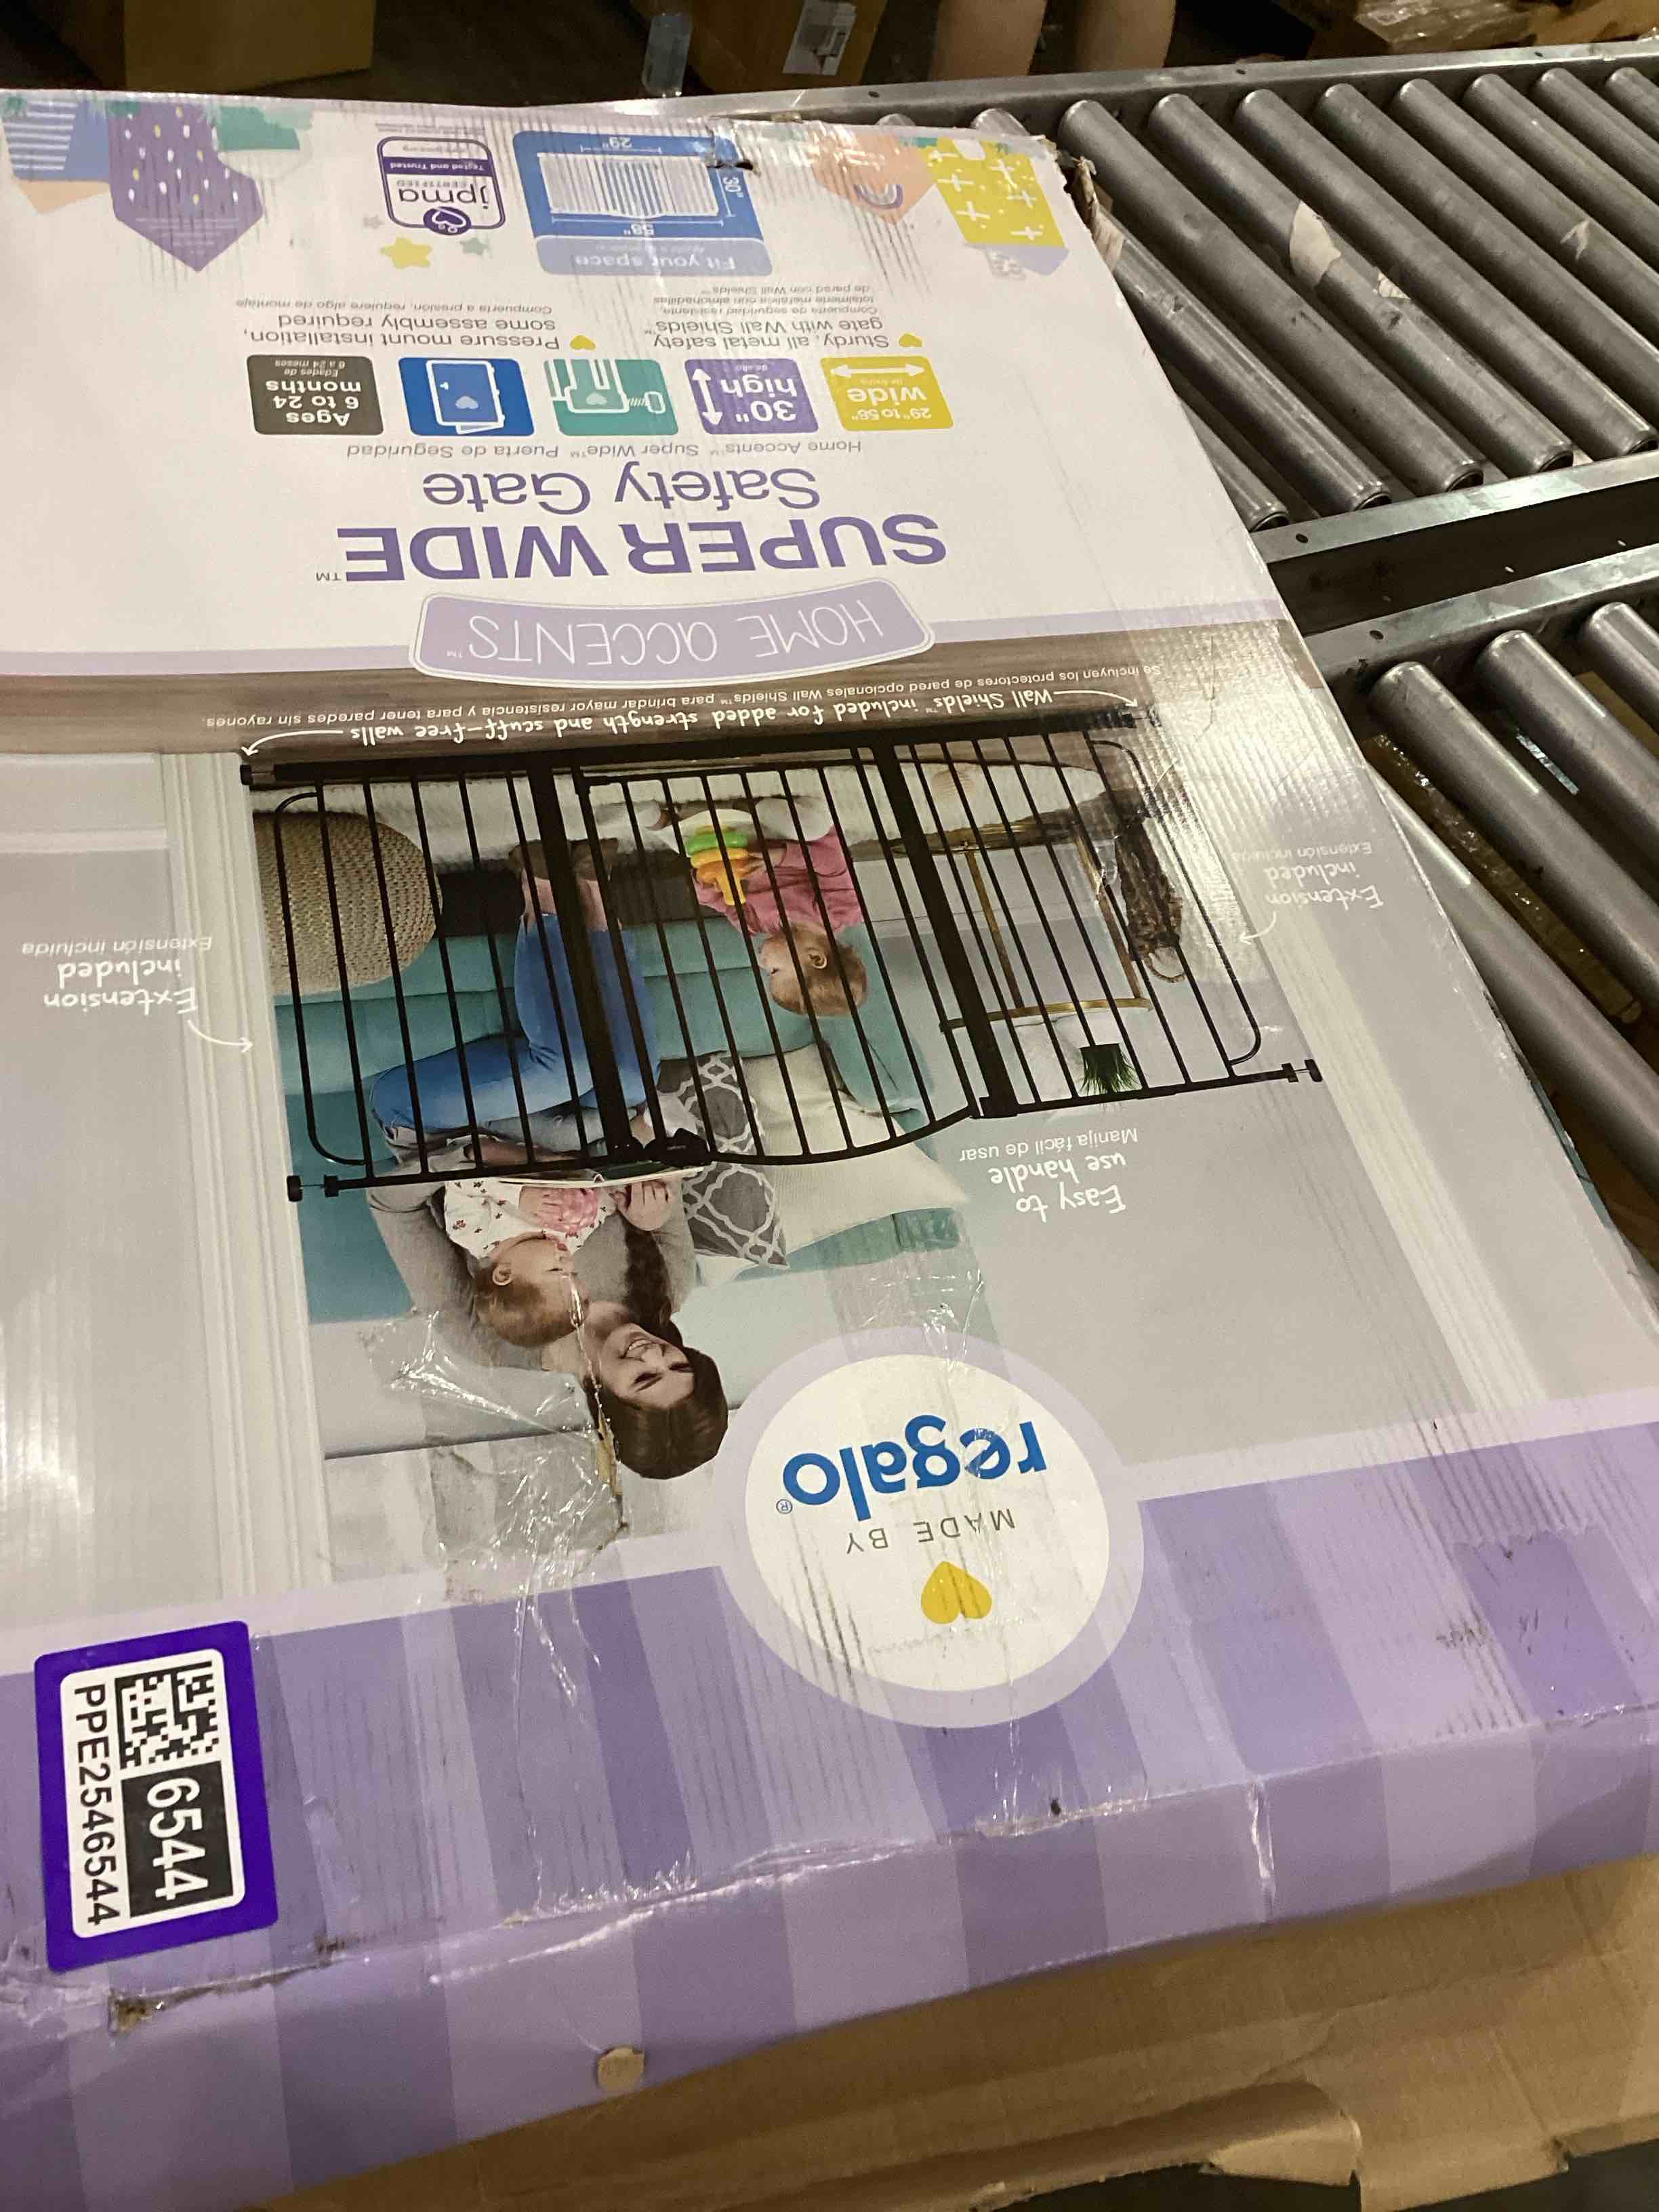 MADE BY
regalo®
Easy to
use handle
Manija fácil de usar
Extension
included
Extensión incluida
Extension
included
Extensión incluida
Wall Shields™ included for added strength and scuff-free walls
Se incluyen los protectores de pared opcionales Wall Shields™ para brindar mayor resistencia y para tener paredes sin rayones.
HOME ACCENTS™
SUPER WIDE™
Safety Gate
Home Accents™ Super Wide™ Puerta de Seguridad
29" to 58"
wide
de ancho
30"
high
de alto
Ages
6 to 24
months
Edades de
6 a 24 meses
Sturdy, all metal safety
gate with Wall Shields™
Compuerta de seguridad resistente,
totalmente metálica con almohadillas
de pared con Wall Shields™
Pressure mount installation,
some assembly required
Compuerta a presión, requiere algo de montaje
Fit your space
58"
30"
29"
jpma
CERTIFIED
Tested and Trusted
6544
PPE2546544